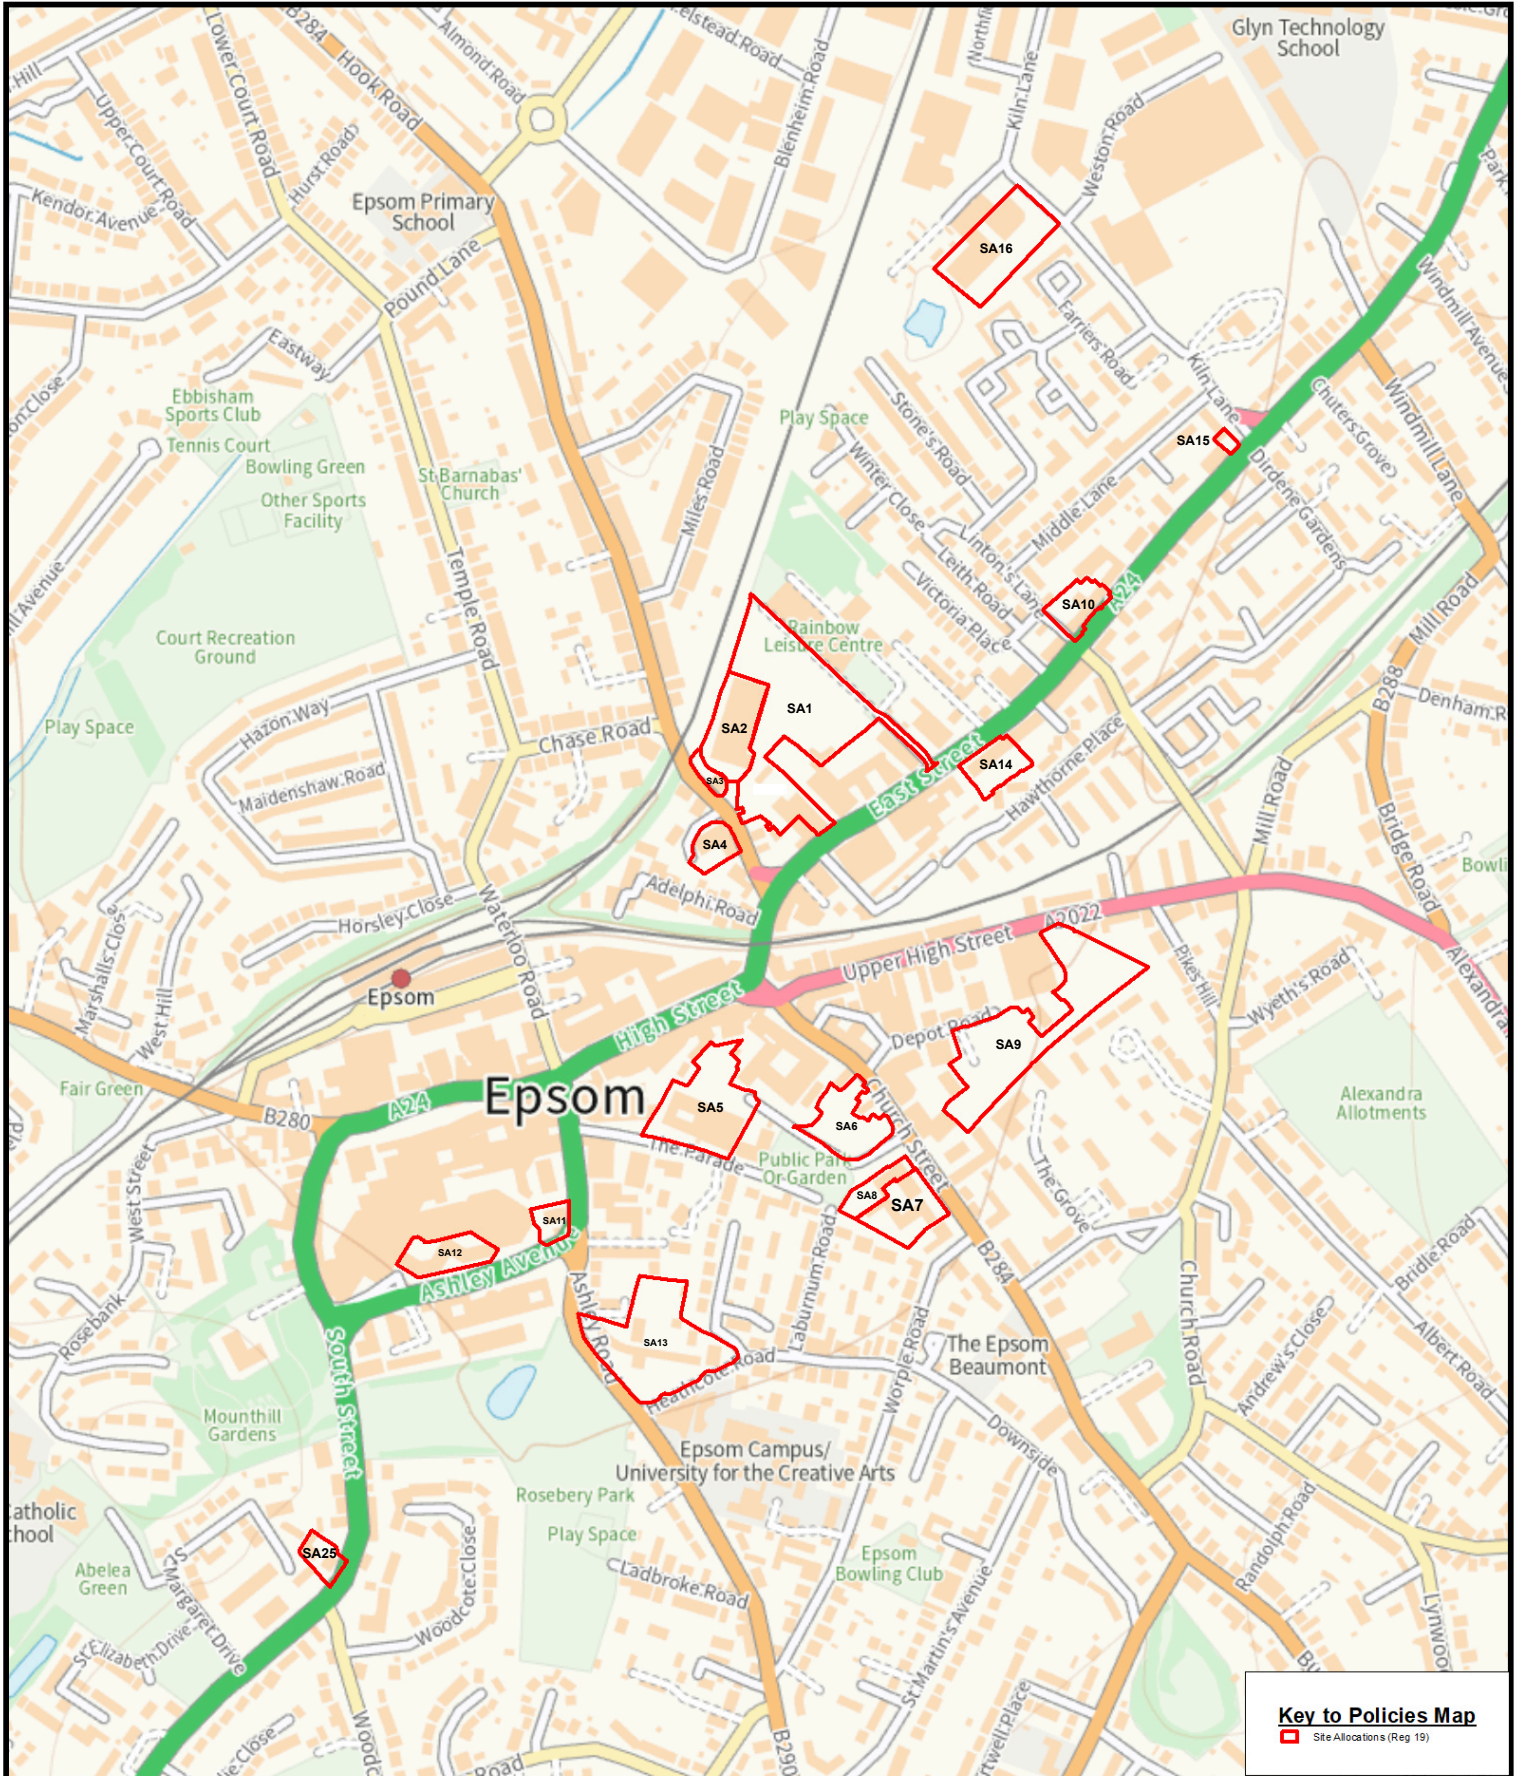 B284
Hook Road
Almond Road
Lower Court Road
Upper Court Road
Hurst Road
Kendor Avenue
Epsom Primary
School
Pound Lane
Eastway
Blenheim Road
Kiln Lane
Weston Road
Glyn Technology
School
SA16
Farriers Road
Kiln Lane
Windmill Avenue
Chuters Grove
Windmill Lane
SA15
Dirdene Gardens
Middle Lane
Stone's Road
Winter Close
Linton's Lane
Leith Road
Victoria Place
Play Space
Ebbisham
Sports Club
Tennis Court
Bowling Green
Other Sports
Facility
St Barnabas'
Church
Miles Road
Temple Road
Court Recreation
Ground
Play Space
Hazon Way
Maidenshaw Road
Chase Road
Rainbow
Leisure Centre
SA1
SA2
SA3
SA4
SA10
A24
SA14
East Street
Hawthorne Place
Mill Road
B288
Denham R
Mill Road
Bridge Road
Bowli
Adelphi Road
Horsley Close
Waterloo Road
Marshalls Clos
West Hill
Epsom
Upper High Street
A2022
Alexandra
Pikes Hill
Wyeth's Road
Depot Road
SA9
High Street
Fair Green
B280
A24
Epsom
SA5
SA6
Church Street
The Parade
Public Park
Or Garden
SA8
SA7
The Grove
Alexandra
Allotments
West Street
SA11
SA12
Ashley Avenue
Ashley Road
SA13
Heathcote Road
Laburnum Road
Worple Road
B284
The Epsom
Beaumont
Church Road
Bridle Road
Albert Road
Andrew's Close
Rosebank
South Street
Mounthill
Gardens
Epsom Campus/
University for the Creative Arts
Downside
Rosebery Park
Play Space
Ladbroke Road
Epsom
Bowling Club
Randolph Road
Lynwoo
atholic
chool
Abelea
Green
SA25
St Margaret Drive
St Elizabeth Drive
Woodcote Close
Woodc
St Martin's Avenue
B290
Road
Key to Policies Map
Site Allocations (Reg 19)